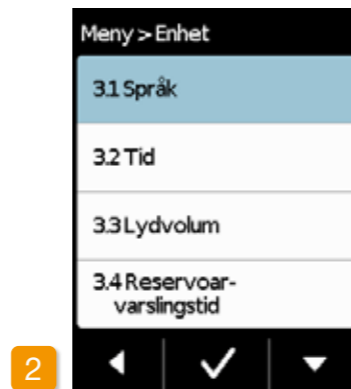 Meny > Enhet
3.1 Språk
3.2 Tid
3.3 Lydvolum
3.4 Reservoar-
varslingstid
2